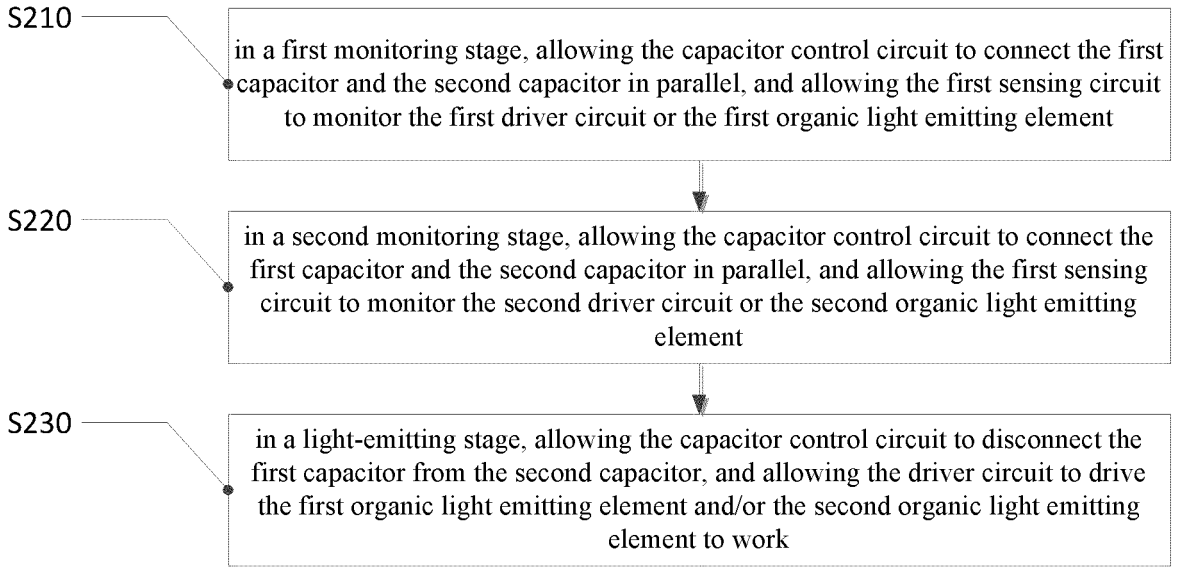 S210
in a first monitoring stage, allowing the capacitor control circuit to connect the first
capacitor and the second capacitor in parallel, and allowing the first sensing circuit
to monitor the first driver circuit or the first organic light emitting element
S220
in a second monitoring stage, allowing the capacitor control circuit to connect the
first capacitor and the second capacitor in parallel, and allowing the first sensing
circuit to monitor the second driver circuit or the second organic light emitting
element
S230
in a light-emitting stage, allowing the capacitor control circuit to disconnect the
first capacitor from the second capacitor, and allowing the driver circuit to drive
the first organic light emitting element and/or the second organic light emitting
element to work